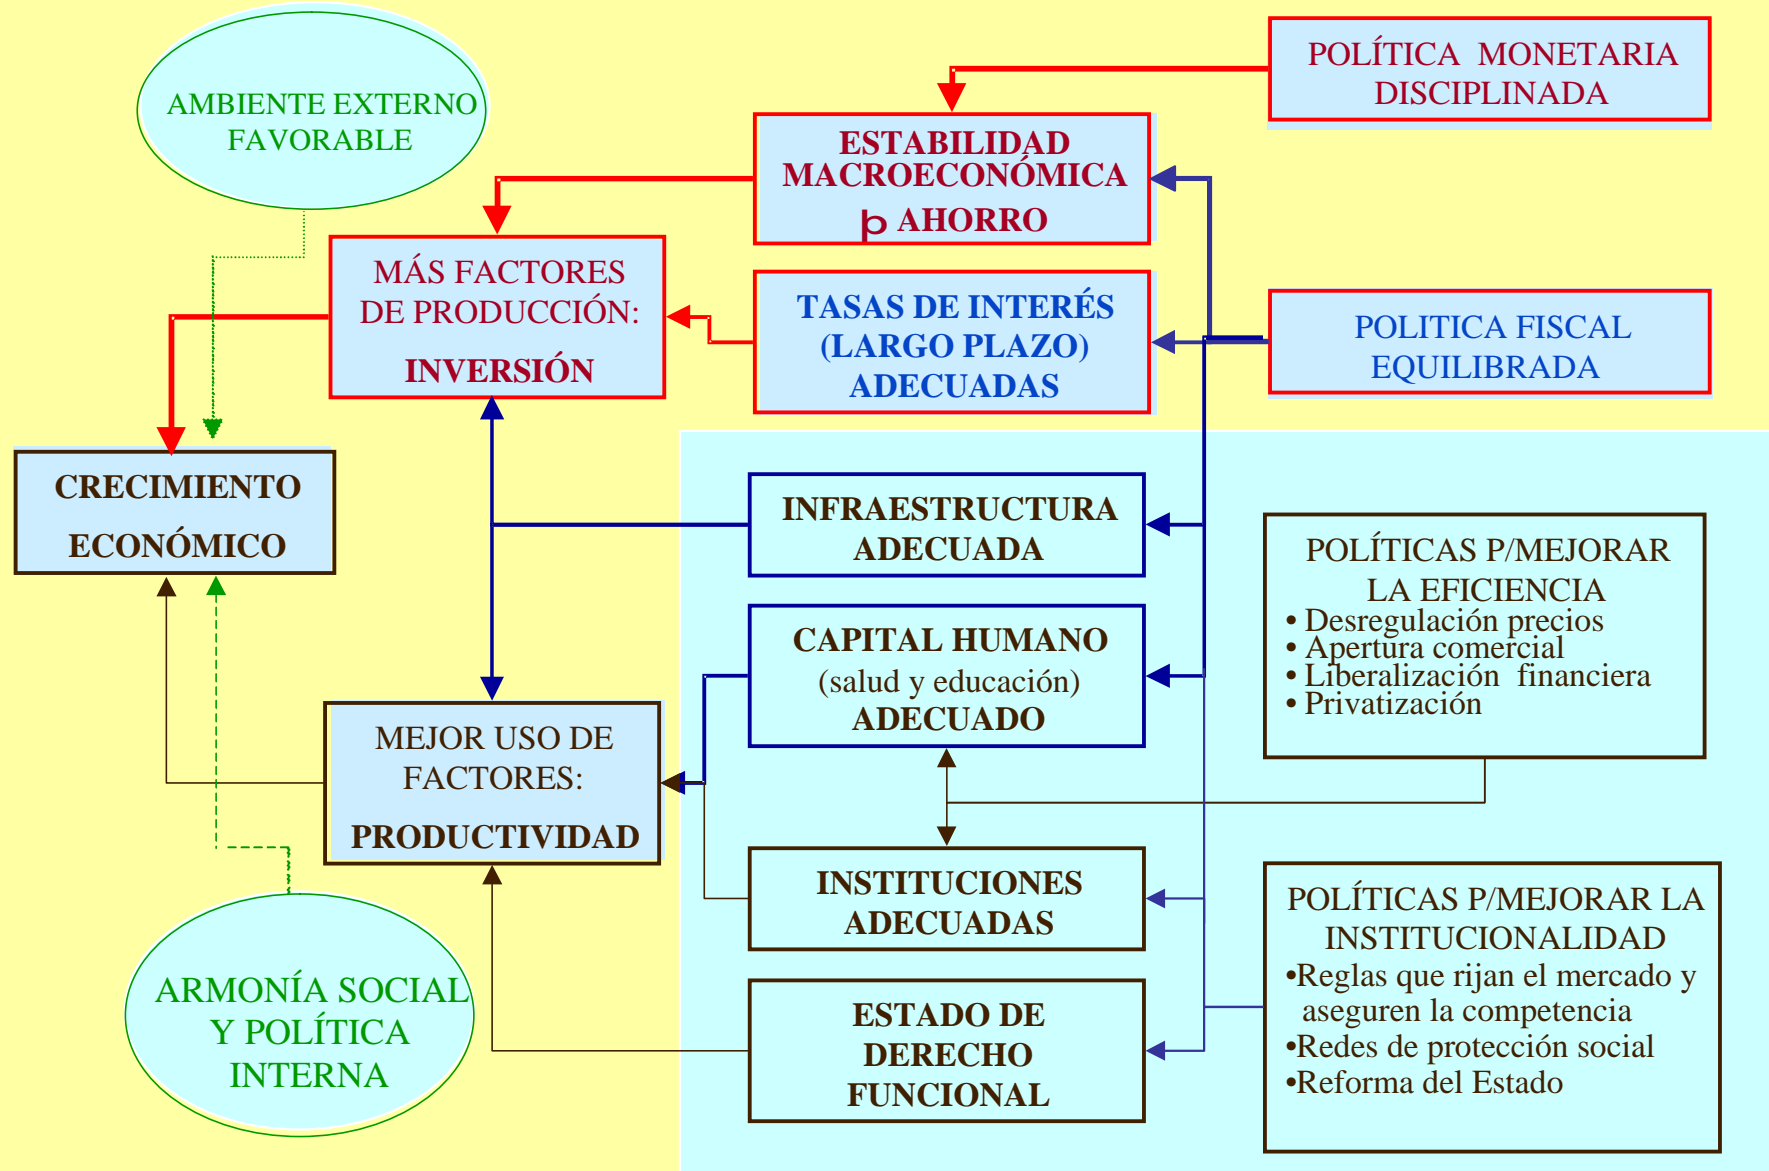 AMBIENTE EXTERNO
FAVORABLE
POLÍTICA MONETARIA
DISCIPLINADA
ESTABILIDAD
MACROECONÓMICA
þ AHORRO
MÁS FACTORES
DE PRODUCCIÓN:
INVERSIÓN
TASAS DE INTERÉS
(LARGO PLAZO)
ADECUADAS
POLITICA FISCAL
EQUILIBRADA
CRECIMIENTO
ECONÓMICO
INFRAESTRUCTURA
ADECUADA
POLÍTICAS P/MEJORAR
LA EFICIENCIA
• Desregulación precios
• Apertura comercial
• Liberalización financiera
• Privatización
CAPITAL HUMANO
(salud y educación)
ADECUADO
MEJOR USO DE
FACTORES:
PRODUCTIVIDAD
INSTITUCIONES
ADECUADAS
POLÍTICAS P/MEJORAR LA
INSTITUCIONALIDAD
•Reglas que rijan el mercado y
aseguren la competencia
•Redes de protección social
•Reforma del Estado
ARMONÍA SOCIAL
Y POLÍTICA
INTERNA
ESTADO DE
DERECHO
FUNCIONAL